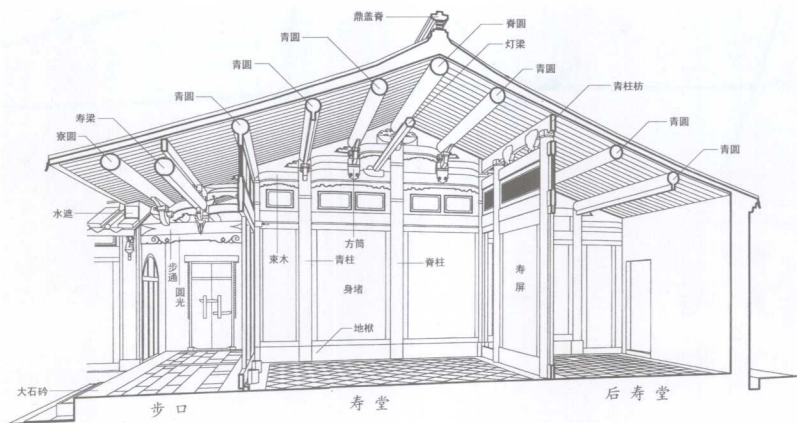 鼎盖脊
脊圆
灯梁
青圆
青圆
青圆
青柱枋
青圆
寿梁
寮圆
青圆
青圆
水遮
步通
圆光
束木
方筒
青柱
脊柱
身堵
寿屏
地栿
大石砛
步口
寿堂
后寿堂